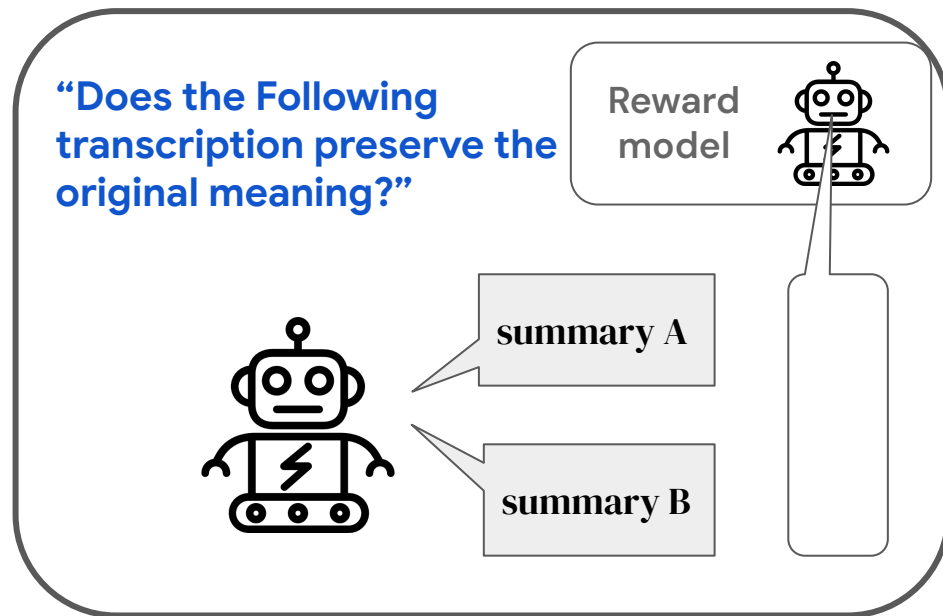 “Does the Following
transcription preserve the
original meaning?”
Reward
model
summary A
summary B